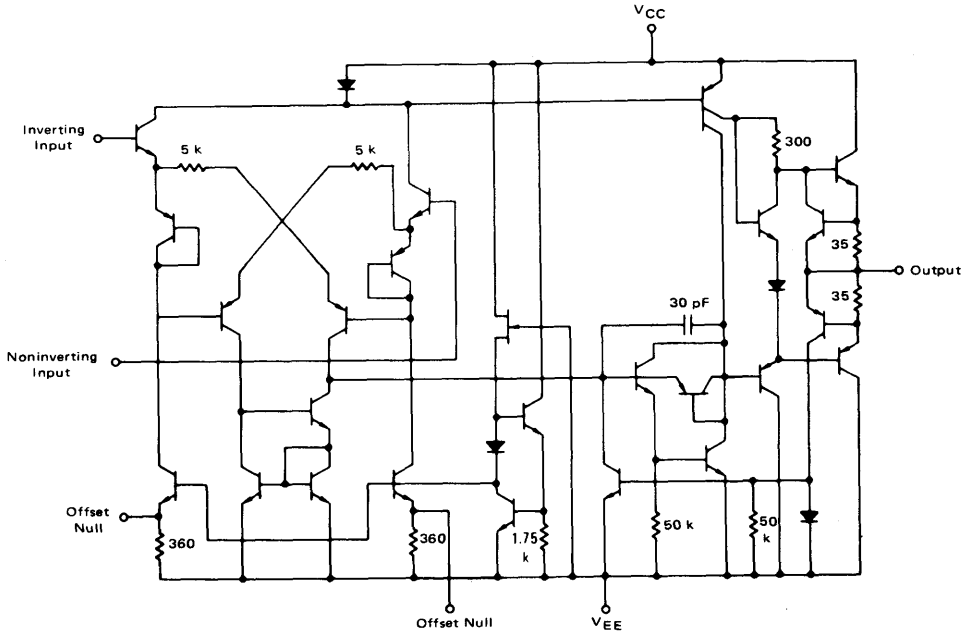 VCC
Inverting
Input
5 k
5 k
300
35
Output
35
30 pF
Noninverting
Input
Offset
Null
360
360
1.75
k
50 k
50
k
Offset Null
VEE